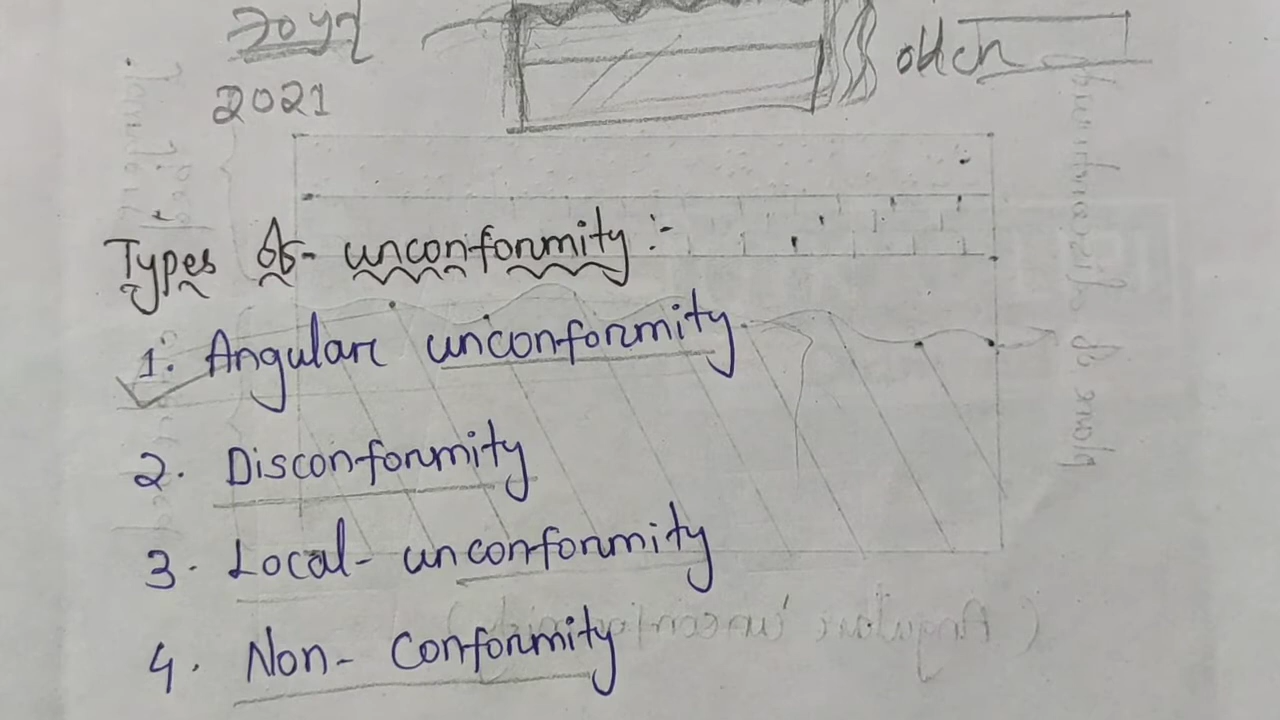 2021
Types of unconformity :-
1. Angular unconformity
2. Disconformity
3. Local- unconformity
4. Non- conformity